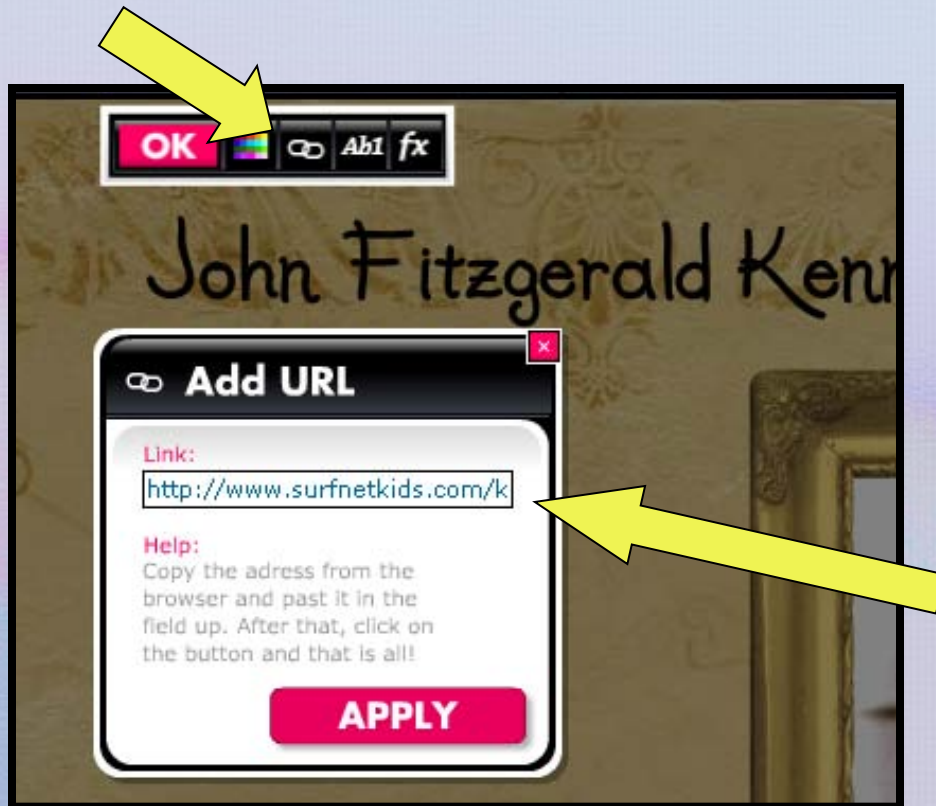 OK Ab1 fx
John Fitzgerald Kenn
Add URL
Link:
http://www.surfnetkids.com/k
Help:
Copy the adress from the
browser and past it in the
field up. After that, click on
the button and that is all!
APPLY